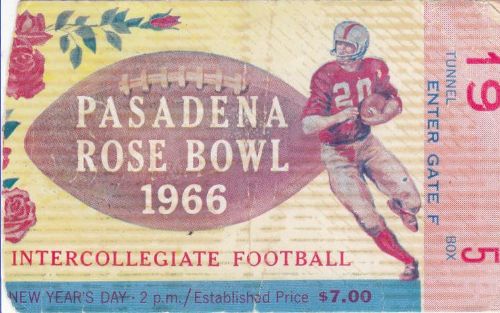 PASADENA
ROSE BOWL
1966
INTERCOLLEGIATE FOOTBALL
NEW YEAR'S DAY - 2 p.m./Established Price $7.00
20
19
TUNNEL
ENTER GATE F
BOX
5